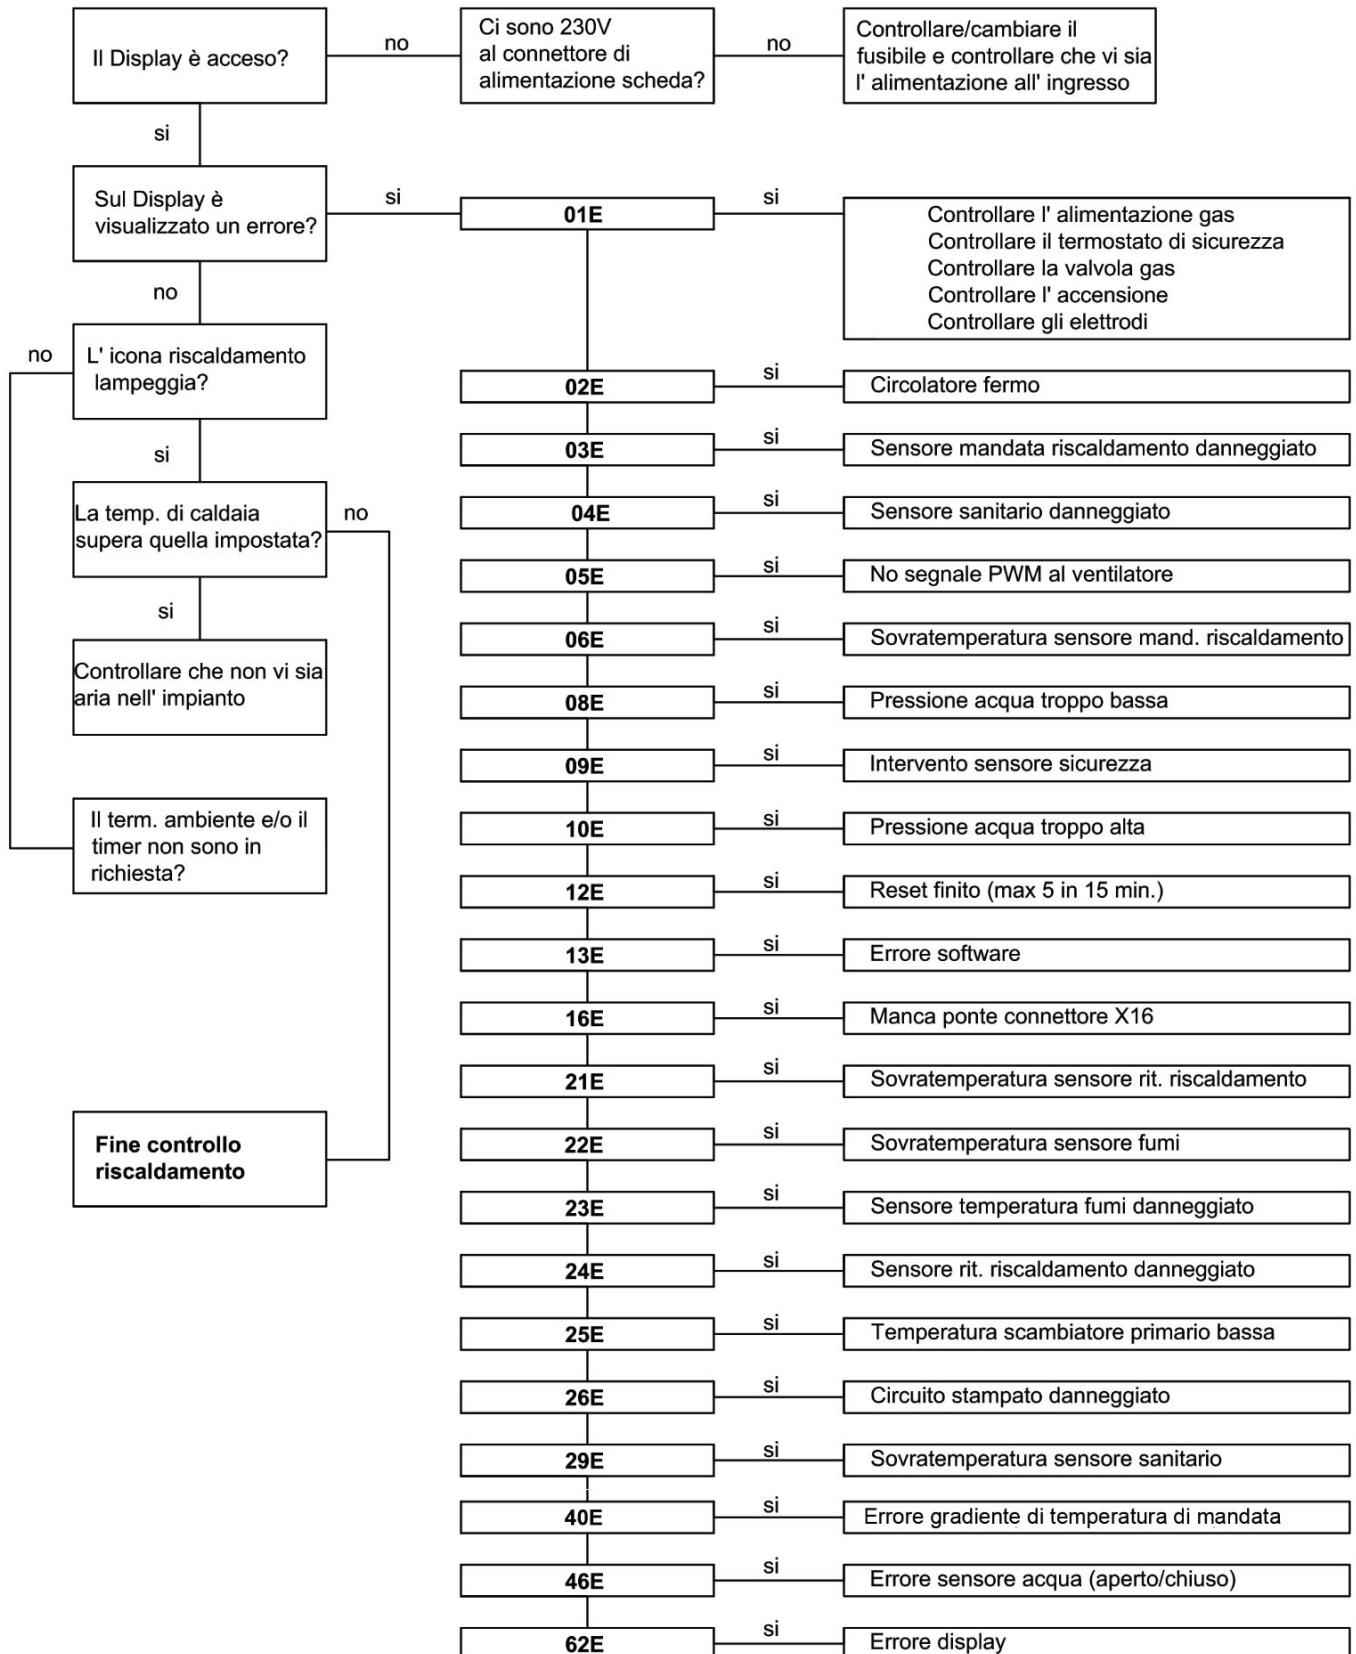 Il Display è acceso?
no
Ci sono 230V
al connettore di
alimentazione scheda?
no
Controllare/cambiare il
fusibile e controllare che vi sia
l' alimentazione all' ingresso
si
Sul Display è
visualizzato un errore?
si
01E
si
Controllare l' alimentazione gas
Controllare il termostato di sicurezza
Controllare la valvola gas
Controllare l' accensione
Controllare gli elettrodi
no
no
L' icona riscaldamento
lampeggia?
si
La temp. di caldaia
supera quella impostata?
no
si
Controllare che non vi sia
aria nell' impianto
Il term. ambiente e/o il
timer non sono in
richiesta?
Fine controllo
riscaldamento
02E
si
Circolatore fermo
03E
si
Sensore mandata riscaldamento danneggiato
04E
si
Sensore sanitario danneggiato
05E
si
No segnale PWM al ventilatore
06E
si
Sovratemperatura sensore mand. riscaldamento
08E
si
Pressione acqua troppo bassa
09E
si
Intervento sensore sicurezza
10E
si
Pressione acqua troppo alta
12E
si
Reset finito (max 5 in 15 min.)
13E
si
Errore software
16E
si
Manca ponte connettore X16
21E
si
Sovratemperatura sensore rit. riscaldamento
22E
si
Sovratemperatura sensore fumi
23E
si
Sensore temperatura fumi danneggiato
24E
si
Sensore rit. riscaldamento danneggiato
25E
si
Temperatura scambiatore primario bassa
26E
si
Circuito stampato danneggiato
29E
si
Sovratemperatura sensore sanitario
40E
si
Errore gradiente di temperatura di mandata
46E
si
Errore sensore acqua (aperto/chiuso)
62E
si
Errore display